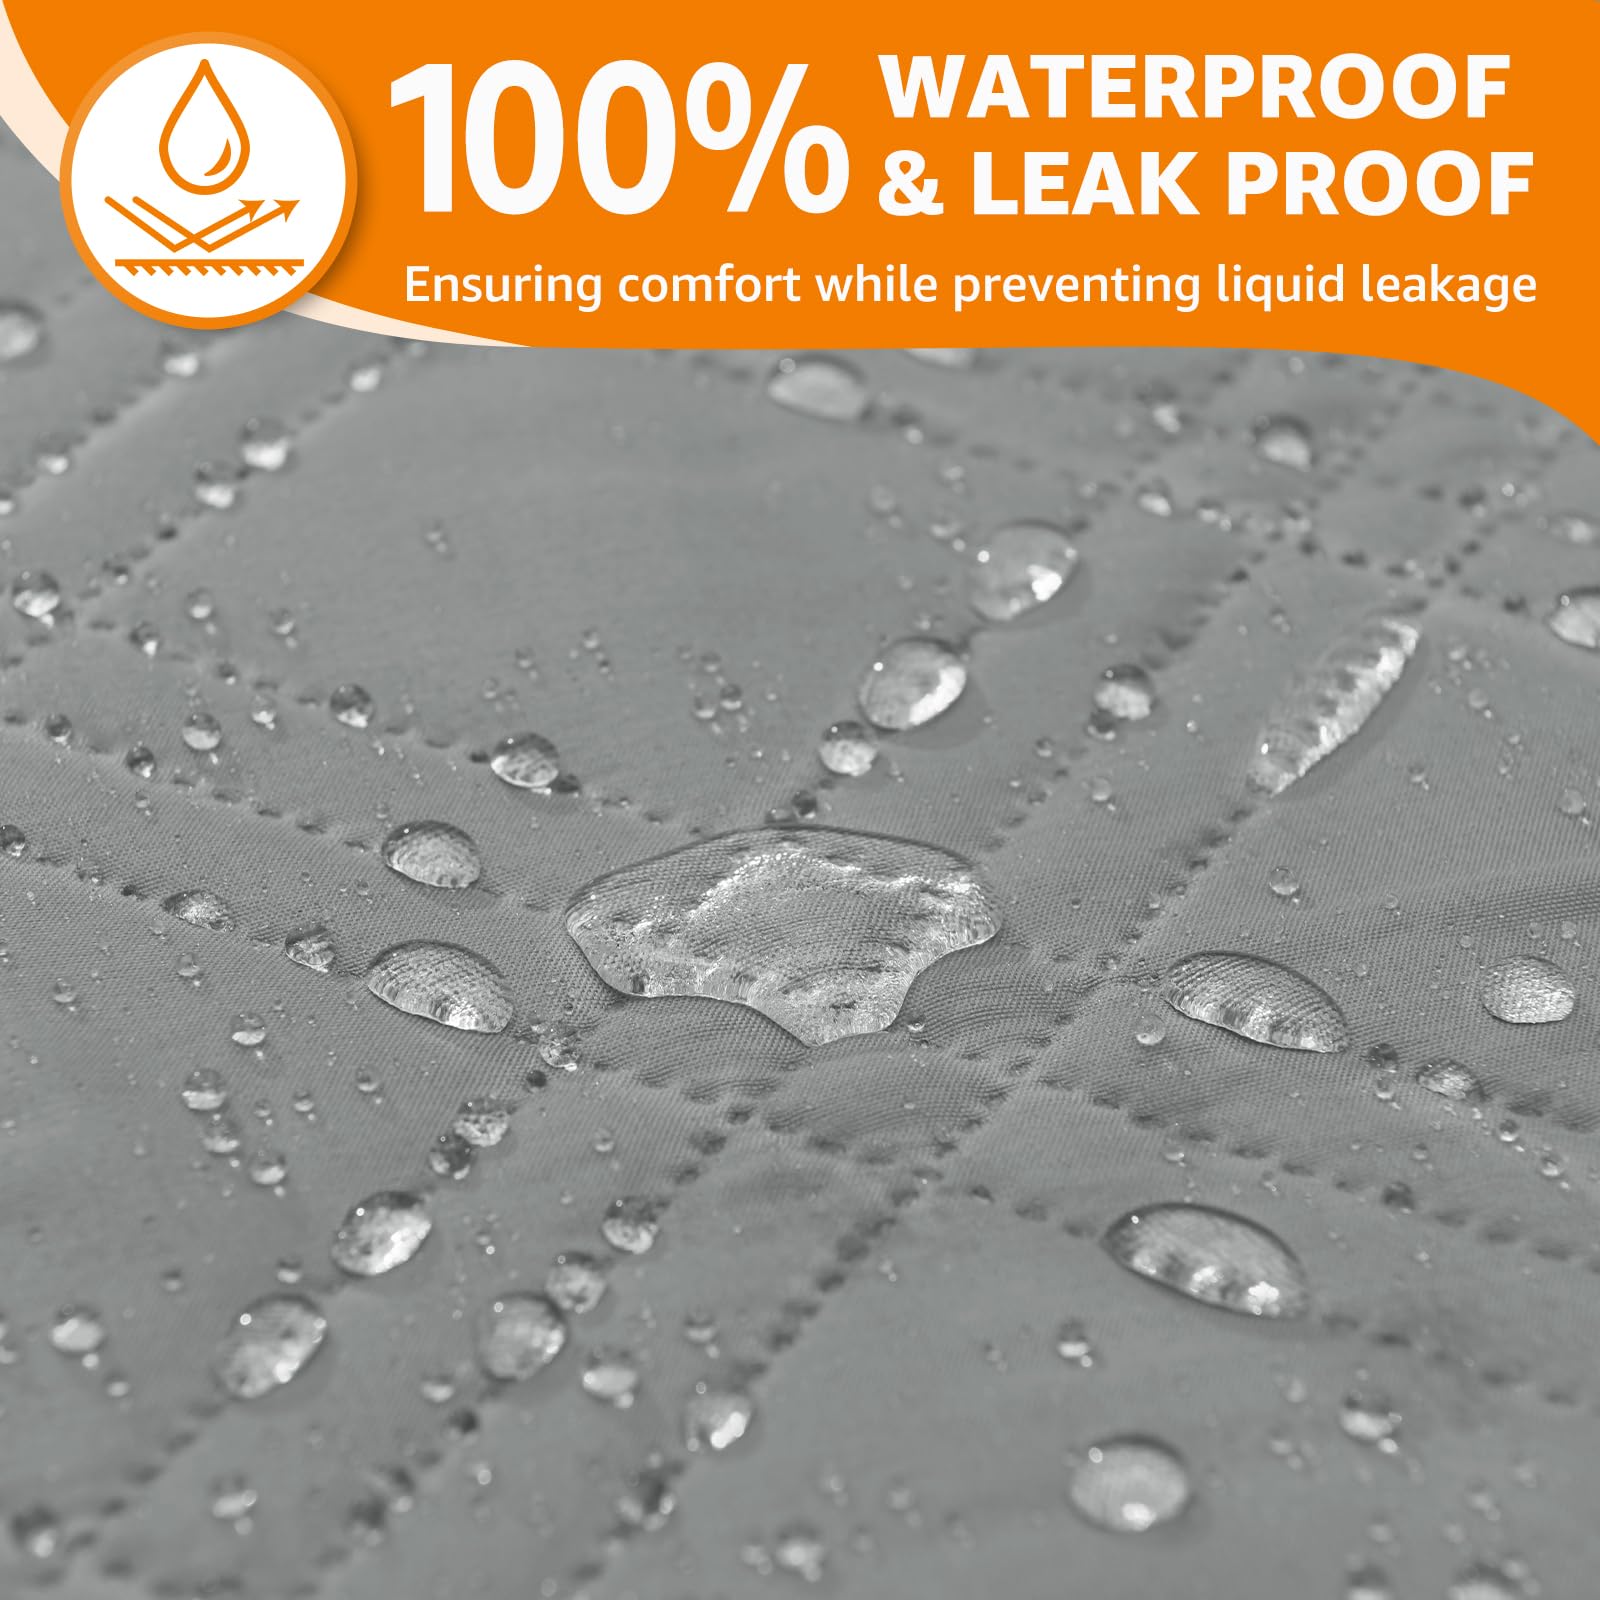 100% WATERPROOF
& LEAK PROOF
Ensuring comfort while preventing liquid leakage